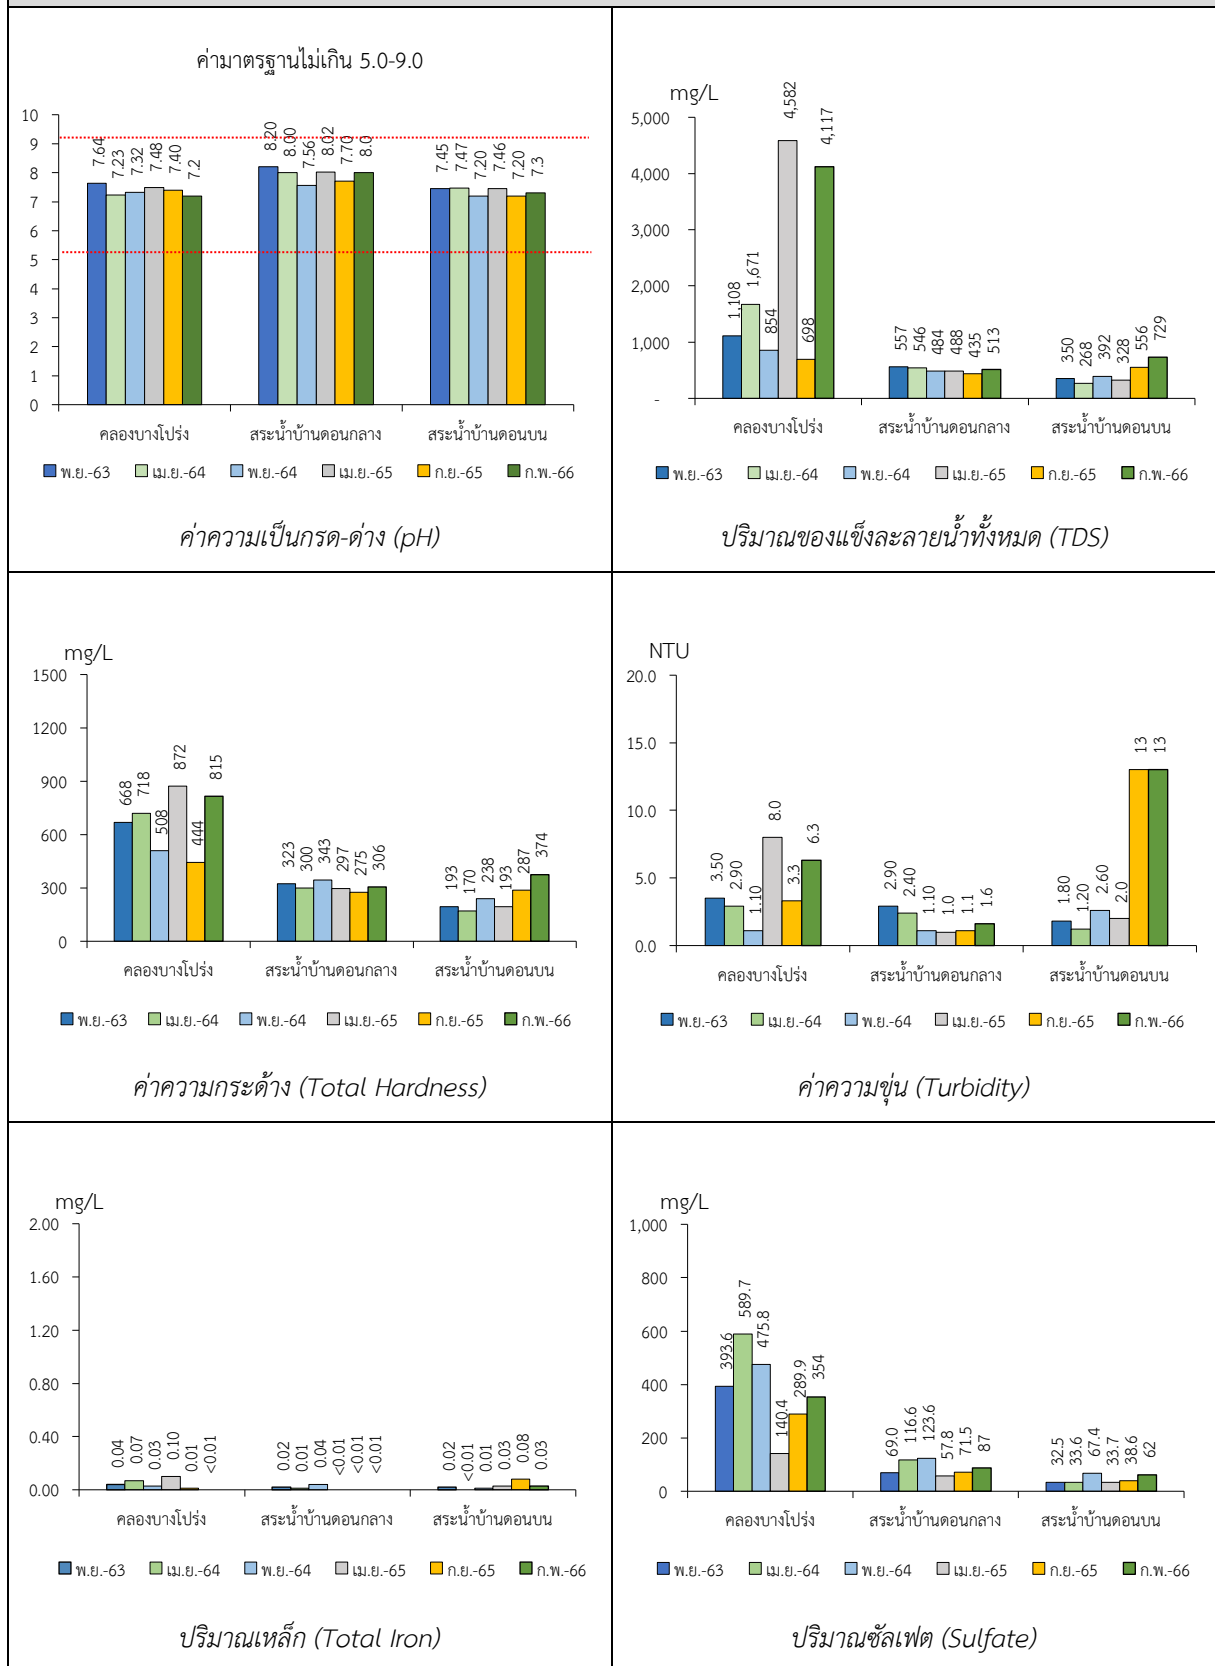 ค่ามาตรฐานไม่เกิน 5.0-9.0
10
9
8
7
6
5
4
3
2
1
0
7.64 7.23 7.32 7.48 7.40 7.2
8.20 8.00 7.56 8.02 7.70 8.0
7.45 7.47 7.20 7.46 7.20 7.3
คลองบางโปร่ง สระน้ำบ้านดอนกลาง สระน้ำบ้านดอนบน
พ.ย.-63 เม.ย.-64 พ.ย.-64 เม.ย.-65 ก.ย.-65 ก.พ.-66
ค่าความเป็นกรด-ด่าง (pH)
mg/L
5,000
4,000
3,000
2,000
1,000
-
1,108 1,671 854 4,582 698 4,117
557 546 484 488 435 513
350 268 392 328 556 729
คลองบางโปร่ง สระน้ำบ้านดอนกลาง สระน้ำบ้านดอนบน
พ.ย.-63 เม.ย.-64 พ.ย.-64 เม.ย.-65 ก.ย.-65 ก.พ.-66
ปริมาณของแข็งละลายน้ำทั้งหมด (TDS)
mg/L
1500
1200
900
600
300
0
668 718 508 872 444 815
323 300 343 297 275 306
193 170 238 193 287 374
คลองบางโปร่ง สระน้ำบ้านดอนกลาง สระน้ำบ้านดอนบน
พ.ย.-63 เม.ย.-64 พ.ย.-64 เม.ย.-65 ก.ย.-65 ก.พ.-66
ค่าความกระด้าง (Total Hardness)
NTU
20.0
15.0
10.0
5.0
0.0
3.50 2.90 1.10 8.0 3.3 6.3
2.90 2.40 1.10 1.0 1.1 1.6
1.80 1.20 2.60 2.0 13 13
คลองบางโปร่ง สระน้ำบ้านดอนกลาง สระน้ำบ้านดอนบน
พ.ย.-63 เม.ย.-64 พ.ย.-64 เม.ย.-65 ก.ย.-65 ก.พ.-66
ค่าความขุ่น (Turbidity)
mg/L
2.00
1.60
1.20
0.80
0.40
0.00
0.04 0.07 0.03 0.10 0.01 <0.01
0.02 0.01 0.04 <0.01 <0.01 <0.01
0.02 <0.01 0.01 0.03 0.08 0.03
คลองบางโปร่ง สระน้ำบ้านดอนกลาง สระน้ำบ้านดอนบน
พ.ย.-63 เม.ย.-64 พ.ย.-64 เม.ย.-65 ก.ย.-65 ก.พ.-66
ปริมาณเหล็ก (Total Iron)
mg/L
1,000
800
600
400
200
0
393.6 589.7 475.8 140.4 289.9 354
69.0 116.6 123.6 57.8 71.5 87
32.5 33.6 67.4 33.7 38.6 62
คลองบางโปร่ง สระน้ำบ้านดอนกลาง สระน้ำบ้านดอนบน
พ.ย.-63 เม.ย.-64 พ.ย.-64 เม.ย.-65 ก.ย.-65 ก.พ.-66
ปริมาณซัลเฟต (Sulfate)